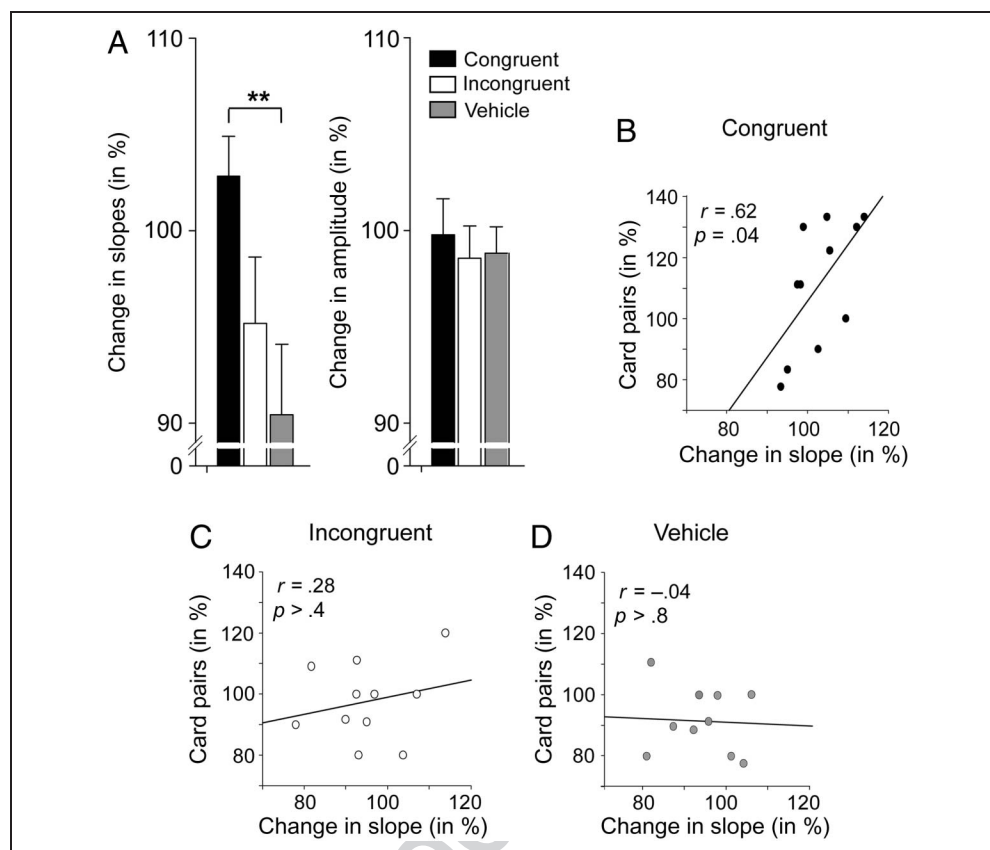 A
110
100
90
0
Change in slopes (in %)
**
110
100
90
0
Change in amplitude (in %)
Congruent
Incongruent
Vehicle
B Congruent
r = .62
p = .04
140
120
100
80
Card pairs (in %)
80 100 120
Change in slope (in %)
C Incongruent
r = .28
p > .4
140
120
100
80
Card pairs (in %)
80 100 120
Change in slope (in %)
D Vehicle
r = –.04
p > .8
140
120
100
80
Card pairs (in %)
80 100 120
Change in slope (in %)